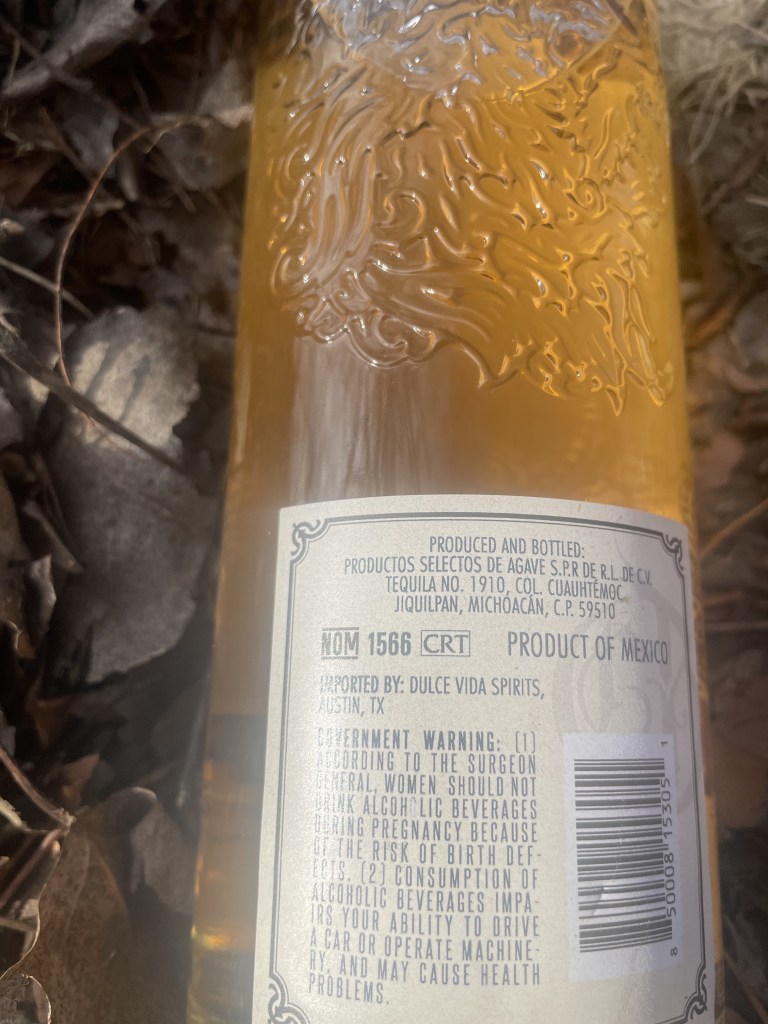 PRODUCED AND BOTTLED:
PRODUCTOS SELECTOS DE AGAVE S.P.R DE R.L. DE C.V.
TEQUILA NO. 1910, COL. CUAUHTÉMOC
JIQUILPAN, MICHOACÁN, C.P. 59510
NOM 1566 CRT PRODUCT OF MEXICO
IMPORTED BY: DULCE VIDA SPIRITS,
AUSTIN, TX
GOVERNMENT WARNING: (1)
ACCORDING TO THE SURGEON
GENERAL, WOMEN SHOULD NOT
DRINK ALCOHOLIC BEVERAGES
DURING PREGNANCY BECAUSE
OF THE RISK OF BIRTH DEF-
ECTS. (2) CONSUMPTION OF
ALCOHOLIC BEVERAGES IMPA-
IRS YOUR ABILITY TO DRIVE
A CAR OR OPERATE MACHINE-
RY, AND MAY CAUSE HEALTH
PROBLEMS.
8 50008 15305 1